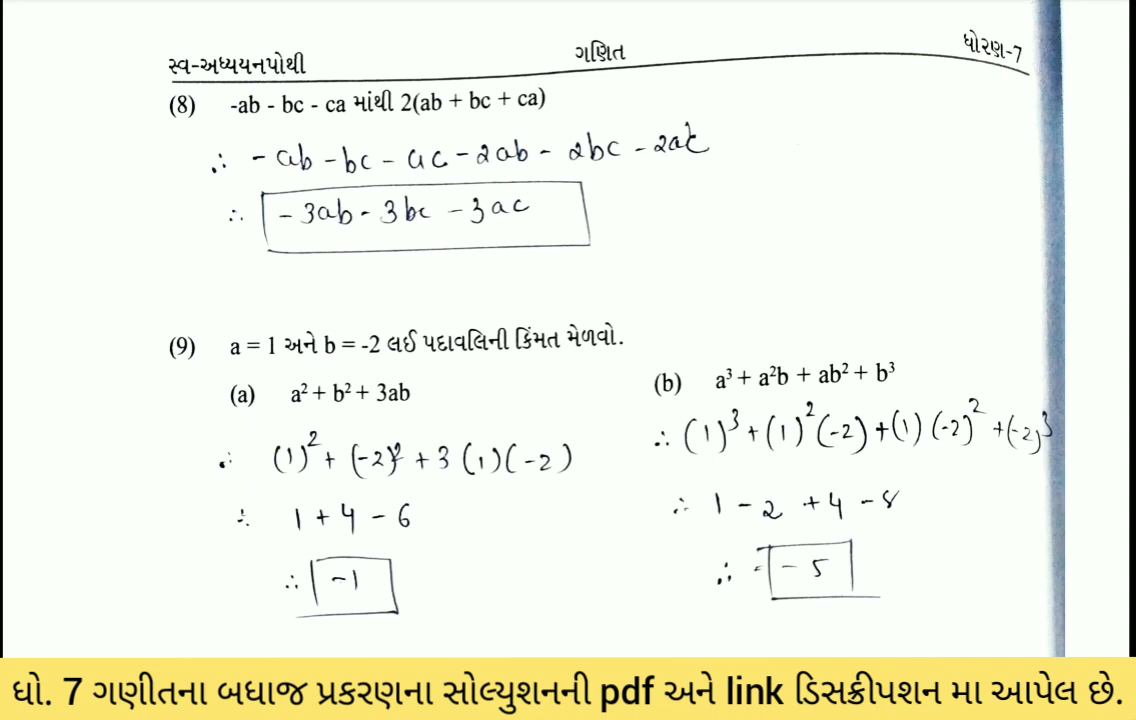 સ્વ-અધ્યયનપોથી ગણિત ધોરણ-7
(8) -ab - bc - ca માંથી 2(ab + bc + ca)
∴ - ab - bc - ac - 2ab - 2bc - 2ac
∴ - 3ab - 3bc - 3ac
(9) a = 1 અને b = -2 લઈ પદાવલિની કિંમત મેળવો.
(a) a² + b² + 3ab
∴ (1)² + (-2)² + 3 (1) (-2)
∴ 1 + 4 - 6
∴ -1
(b) a³ + a²b + ab² + b³
∴ (1)³ + (1)² (-2) + (1) (-2)² + (-2)³
∴ 1 - 2 + 4 - 8
∴ = - 5
ધો. 7 ગણીતના બધાજ પ્રકરણના સોલ્યુશનની pdf અને link ડિસક્રીપશન મા આપેલ છે.